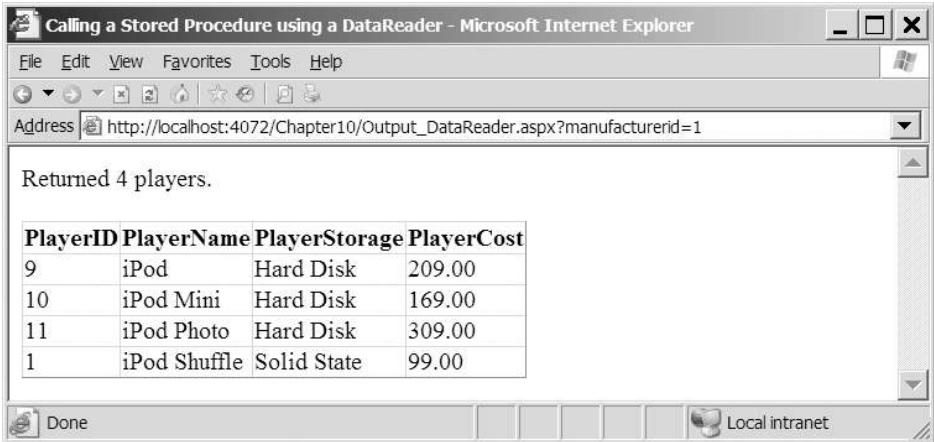 Calling a Stored Procedure using a DataReader - Microsoft Internet Explorer
File Edit View Favorites Tools Help
Address http://localhost:4072/Chapter10/Output_DataReader.aspx?manufacturerid=1
Returned 4 players.
PlayerID PlayerName PlayerStorage PlayerCost
9 iPod Hard Disk 209.00
10 iPod Mini Hard Disk 169.00
11 iPod Photo Hard Disk 309.00
1 iPod Shuffle Solid State 99.00
Done Local intranet